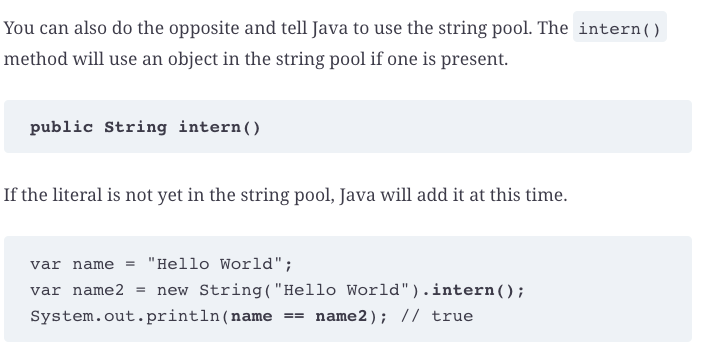 You can also do the opposite and tell Java to use the string pool. The intern()
method will use an object in the string pool if one is present.
public String intern()
If the literal is not yet in the string pool, Java will add it at this time.
var name = "Hello World";
var name2 = new String("Hello World").intern();
System.out.println(name == name2); // true